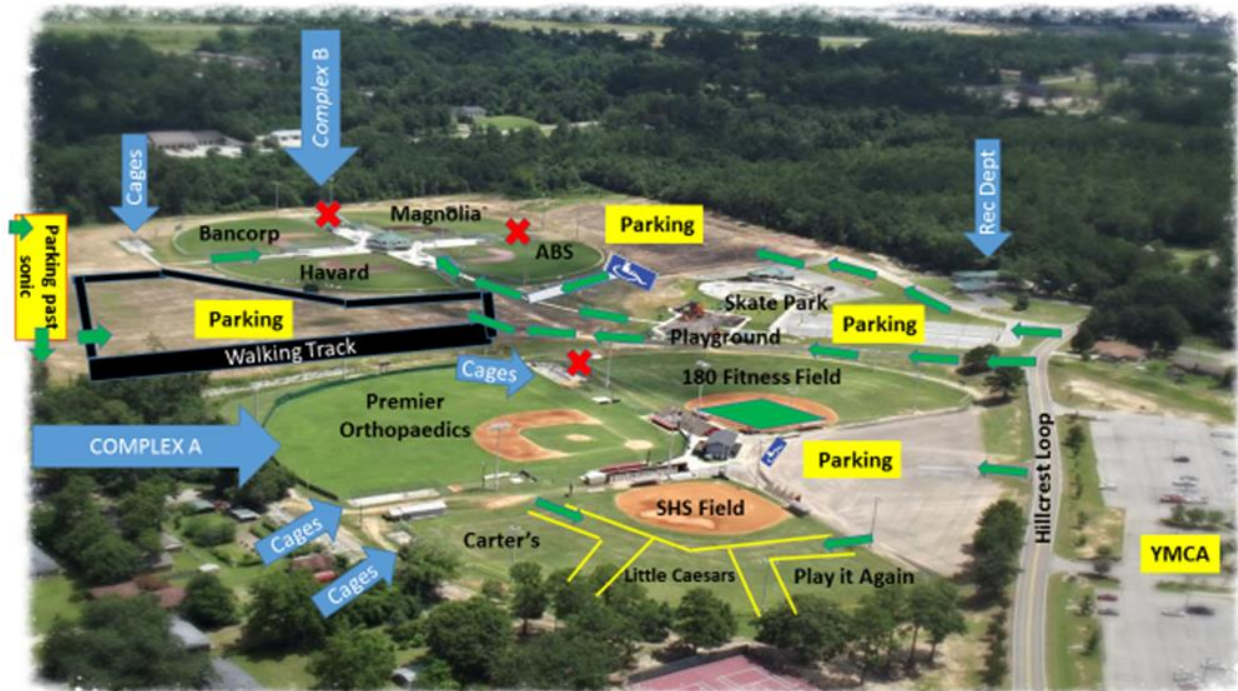 Complex B
Cages
Rec Dept
Magnolia
Parking
Bancorp
ABS
Parking past
sonic
Havard
Skate Park
Parking
Parking
Playground
Walking Track
Cages
180 Fitness Field
Premier
Orthopaedics
COMPLEX A
Parking
Hillcrest Loop
SHS Field
Cages
Carter's
YMCA
Cages
Little Caesars
Play it Again